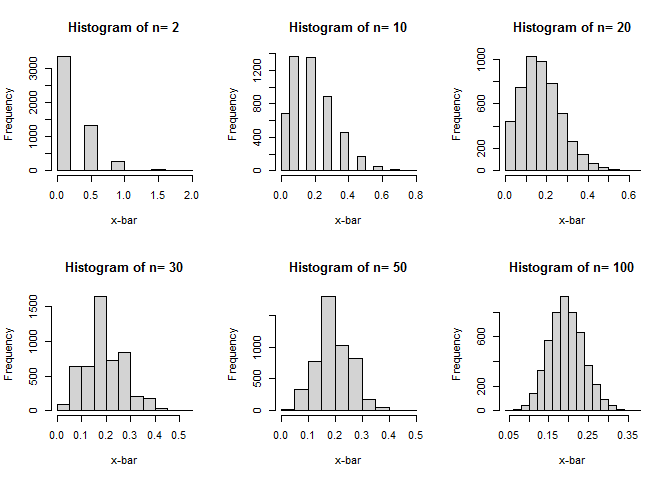 Histogram of n= 2
Frequency
0 1000 3000
0.0 0.5 1.0 1.5 2.0
x-bar
Histogram of n= 10
Frequency
0 400 800 1200
0.0 0.2 0.4 0.6 0.8
x-bar
Histogram of n= 20
Frequency
0 200 600 1000
0.0 0.2 0.4 0.6
x-bar
Histogram of n= 30
Frequency
0 500 1000 1500
0.0 0.1 0.2 0.3 0.4 0.5
x-bar
Histogram of n= 50
Frequency
0 500 1000
0.0 0.1 0.2 0.3 0.4 0.5
x-bar
Histogram of n= 100
Frequency
0 200 600
0.05 0.15 0.25 0.35
x-bar